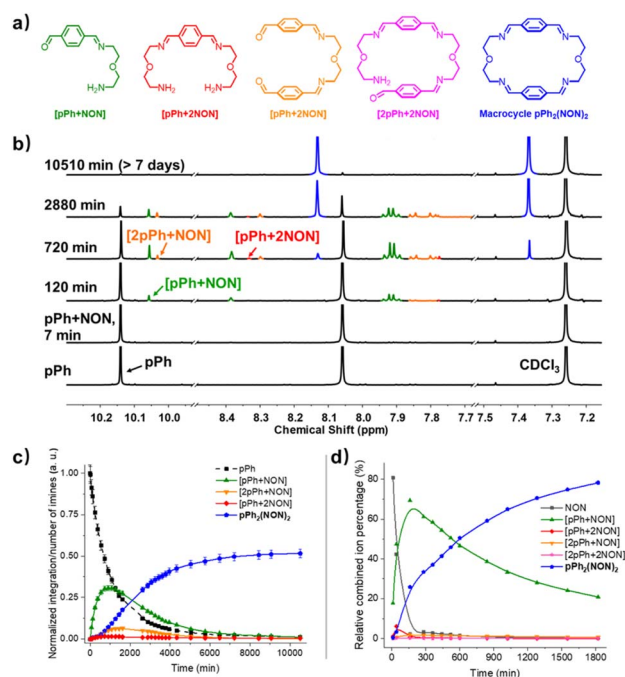 a)
O
N
O
H₂N
[pPh+NON]
N
N
O
O
NH₂
H₂N
[pPh+2NON]
O
N
O
O
N
[pPh+2NON]
N
N
O
O
NH₂
O
N
[2pPh+2NON]
N
N
O
O
N
N
Macrocycle pPh₂(NON)₂
b)
10510 min (> 7 days)
2880 min
[2pPh+NON]
[pPh+2NON]
720 min
120 min
[pPh+NON]
pPh+NON,
7 min
pPh
pPh
CDCl₃
10.2 10.1 10.0 8.4 8.3 8.2 8.1 8.0 7.9 7.8 7.7 7.5 7.4 7.3 7.2
Chemical Shift (ppm)
c)
Normalized integration/number of imines (a. u.)
1.00
0.75
0.50
0.25
0.00
pPh
[pPh+NON]
[2pPh+NON]
[pPh+2NON]
pPh₂(NON)₂
0 2000 4000 6000 8000 10000
Time (min)
d)
Relative combined ion percentage (%)
80
60
40
20
0
NON
[pPh+NON]
[pPh+2NON]
[2pPh+NON]
[2pPh+2NON]
pPh₂(NON)₂
0 300 600 900 1200 1500 1800
Time (min)